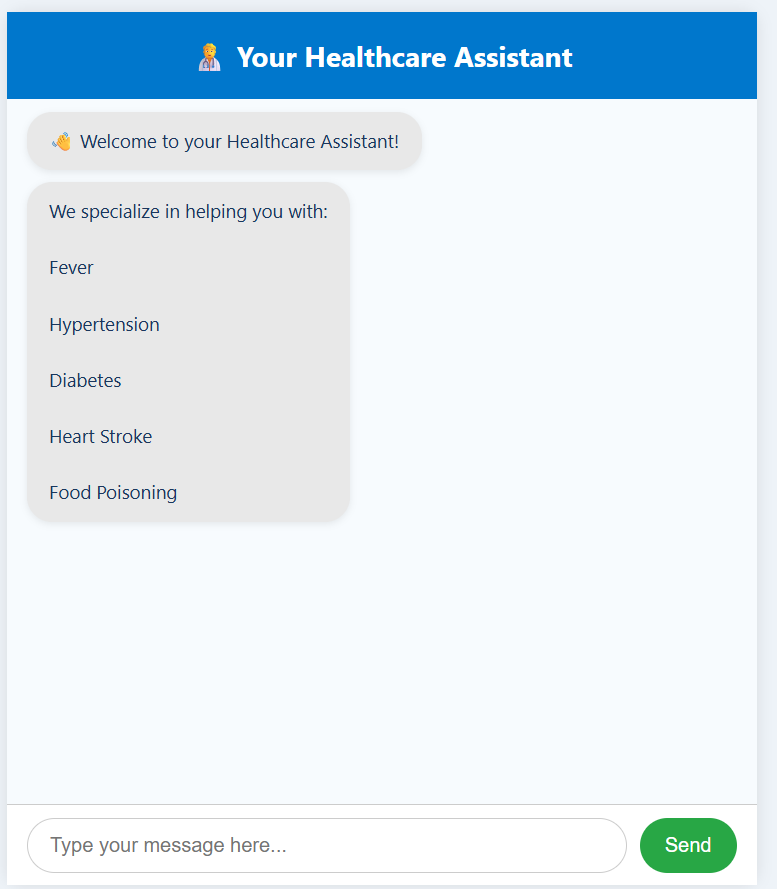 Your Healthcare Assistant
👋 Welcome to your Healthcare Assistant!
We specialize in helping you with:
Fever
Hypertension
Diabetes
Heart Stroke
Food Poisoning
Type your message here...
Send